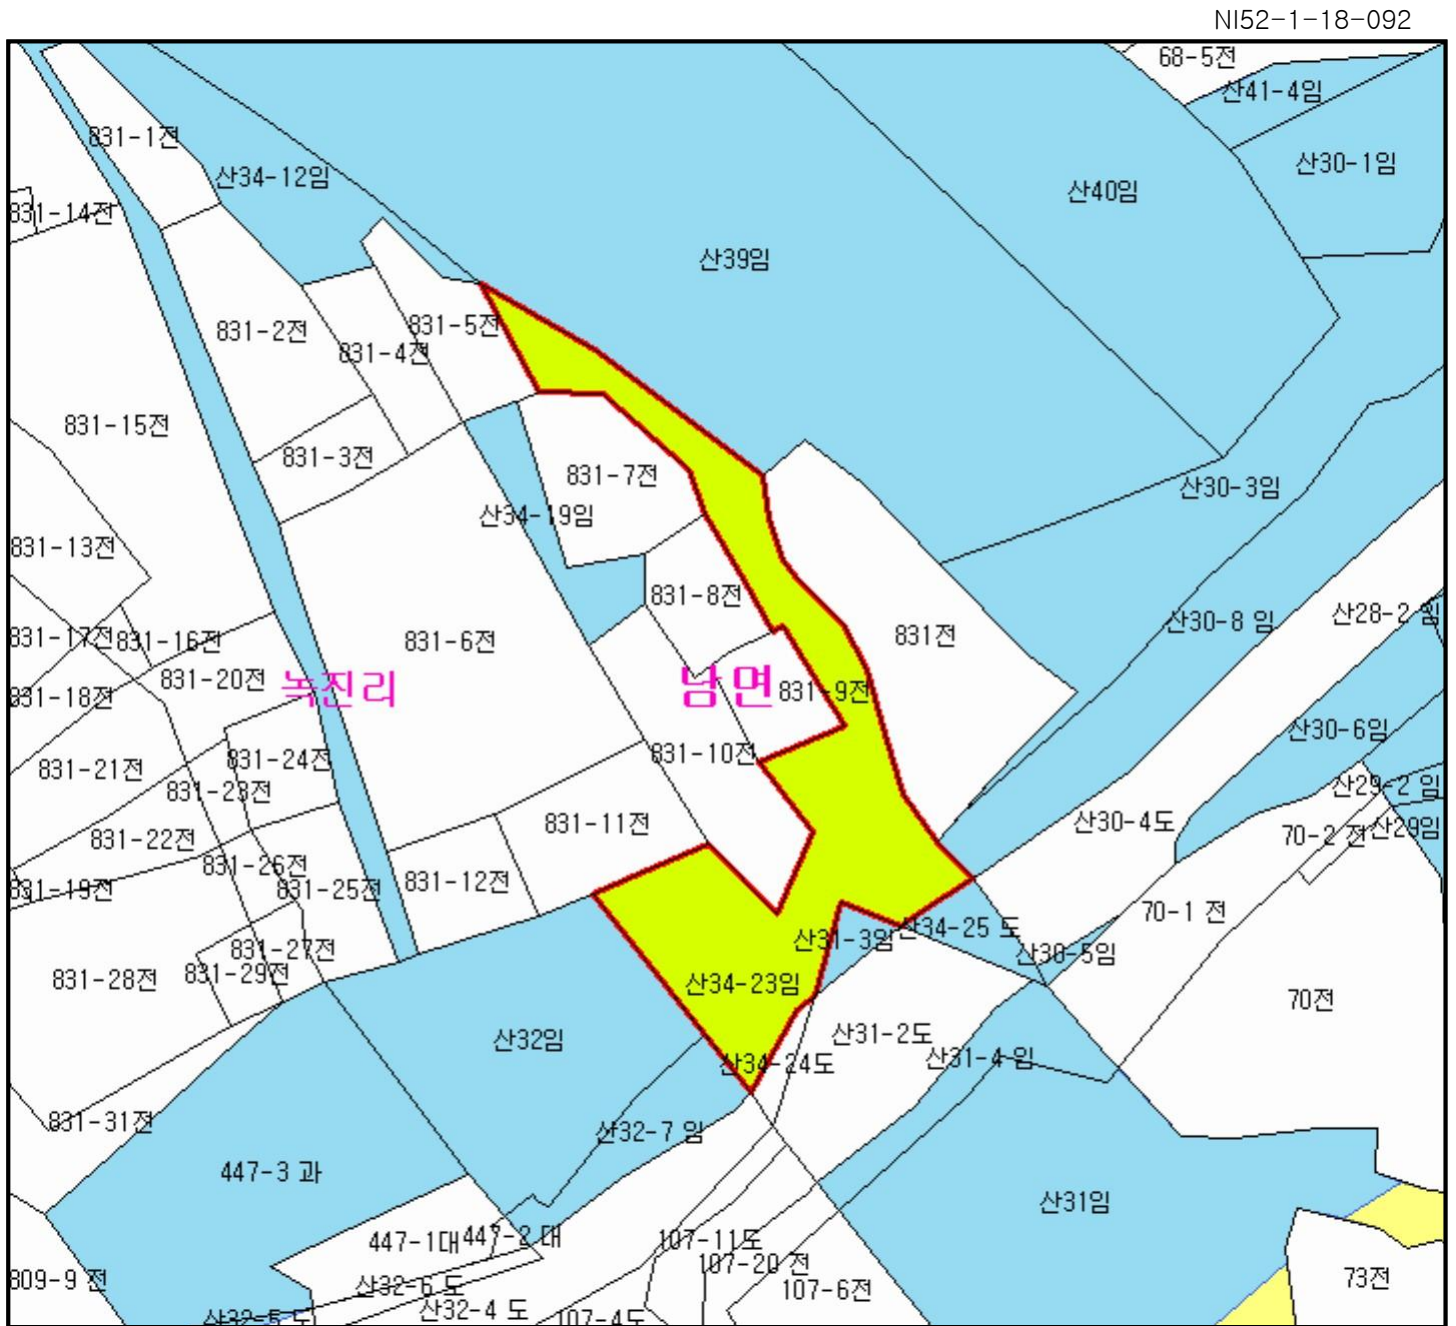 NI52-1-18-092
68-5전
산41-4임
831-1전
산30-1임
산34-12임
산40임
831-14전
산39임
831-5전
831-2전
831-4전
831-15전
831-3전
831-7전
산30-3임
산34-19임
831-13전
831-8전
산28-2 임
산30-8 임
831-17전
831-16전
831-6전
831전
831-20전
녹진리
남면
831-9전
831-18전
산30-6임
831-10전
831-24전
831-21전
831-23전
산29-2 임
831-11전
산30-4도
831-22전
70-2 전
산29임
831-26전
831-12전
831-19전
831-25전
70-1 전
산34-25 도
산31-3임
831-27전
산30-5임
831-28전
831-29전
산34-23임
70전
산32임
산31-2도
산34-24도
산31-4 임
831-31전
산32-7 임
447-3 과
산31임
447-1대
447-2 대
107-11도
107-20 전
809-9 전
산32-6 도
107-6전
73전
산32-5 도
산32-4 도
107-4도